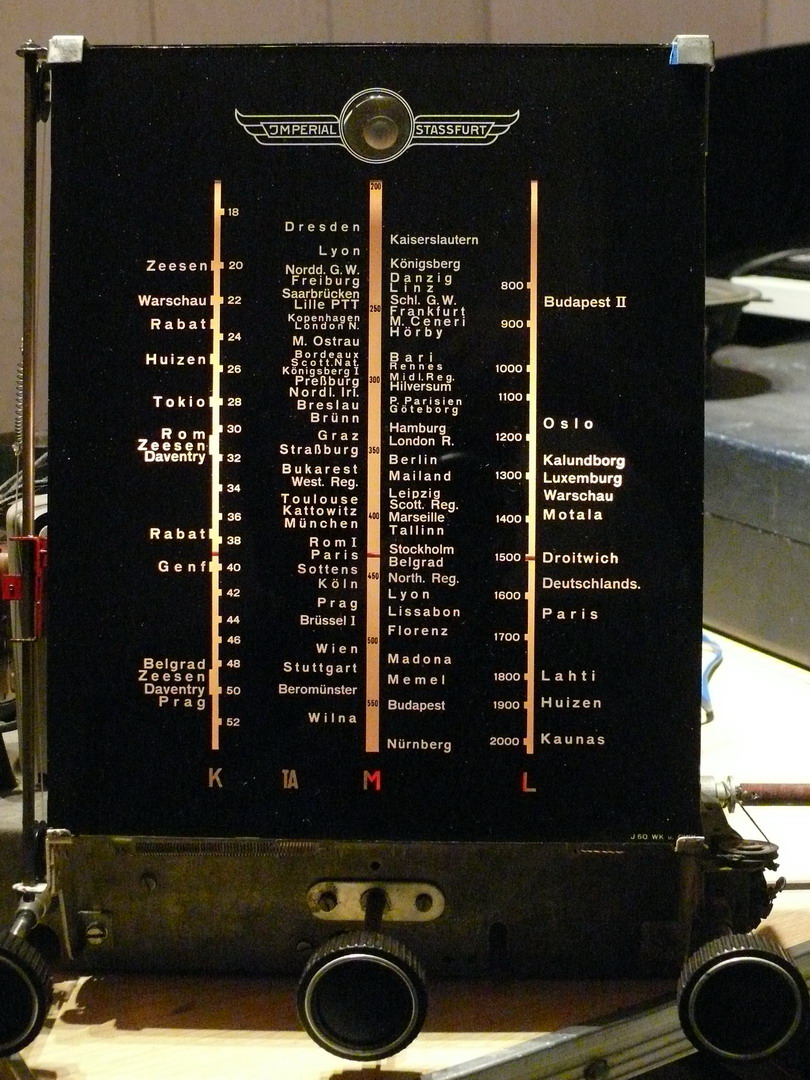 JMPERIAL STASSFURT
18
Zeesen 20
Warschau 22
Rabat
24
Huizen
26
Tokio 28
30
Rom
Zeesen
Daventry 32
34
36
Rabat
38
Genf 40
42
44
46
Belgrad 48
Zeesen
Daventry 50
Prag
52
Dresden
Lyon
Nordd. G.W.
Freiburg
Saarbrücken
Lille PTT
Kopenhagen
London N.
M. Ostrau
Bordeaux
Scott.Nat.
Königsberg I
Preßburg
Nordl. Irl.
Breslau
Brünn
Graz
Straßburg
Bukarest
West. Reg.
Toulouse
Kattowitz
München
Rom I
Paris
Sottens
Köln
Prag
Brüssel I
Wien
Stuttgart
Beromünster
Wilna
200
250
300
350
400
450
500
550
Kaiserslautern
Königsberg
Danzig
Linz
Schl. G.W.
Frankfurt
M. Ceneri
Hörby
Bari
Rennes
Midl.Reg.
Hilversum
P. Parisien
Göteborg
Hamburg
London R.
Berlin
Mailand
Leipzig
Scott. Reg.
Marseille
Tallinn
Stockholm
Belgrad
North. Reg.
Lyon
Lissabon
Florenz
Madona
Memel
Budapest
Nürnberg
800
Budapest II
900
1000
1100
Oslo
1200
Kalundborg
1300 Luxemburg
Warschau
1400 Motala
1500 Droitwich
Deutschlands.
1600
Paris
1700
1800 Lahti
1900 Huizen
2000 Kaunas
K TA M L
J 60 WK